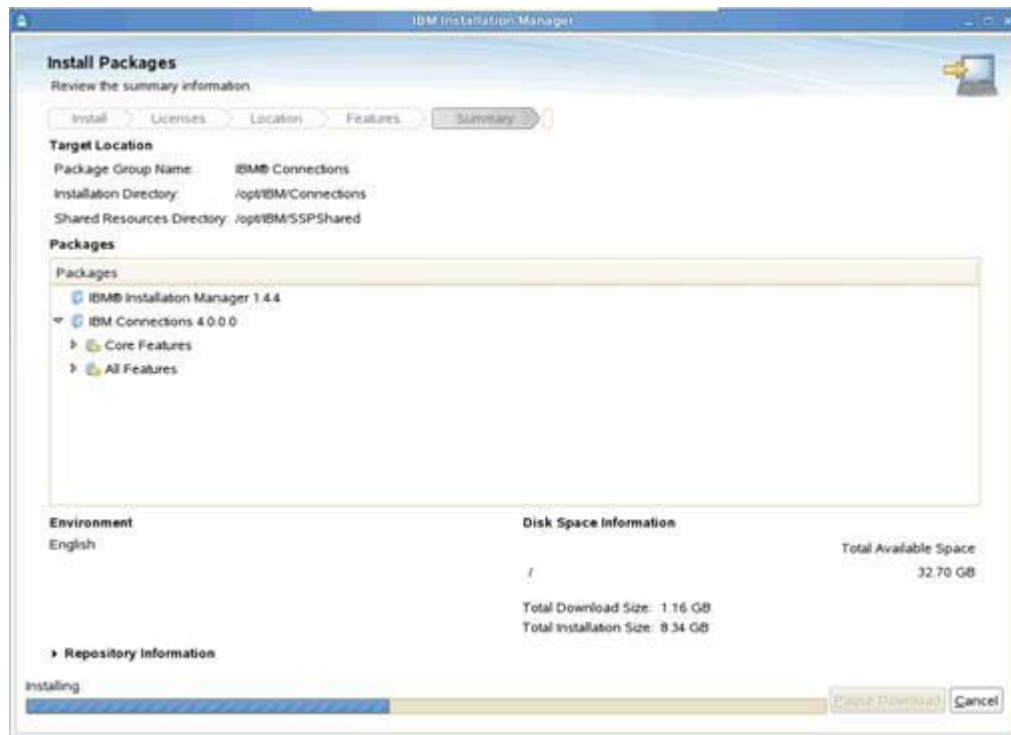 IBM Installation Manager
Install Packages
Review the summary information.
Install Licenses Location Features Summary
Target Location
Package Group Name: IBM® Connections
Installation Directory: /opt/IBM/Connections
Shared Resources Directory: /opt/IBM/SSPShared
Packages
Packages
IBM® Installation Manager 1.4.4
IBM Connections 4.0.0.0
Core Features
All Features
Environment
English
Disk Space Information
Total Available Space
/ 32.70 GB
Total Download Size: 1.16 GB
Total Installation Size: 8.34 GB
Repository Information
Installing
Pause Download Cancel